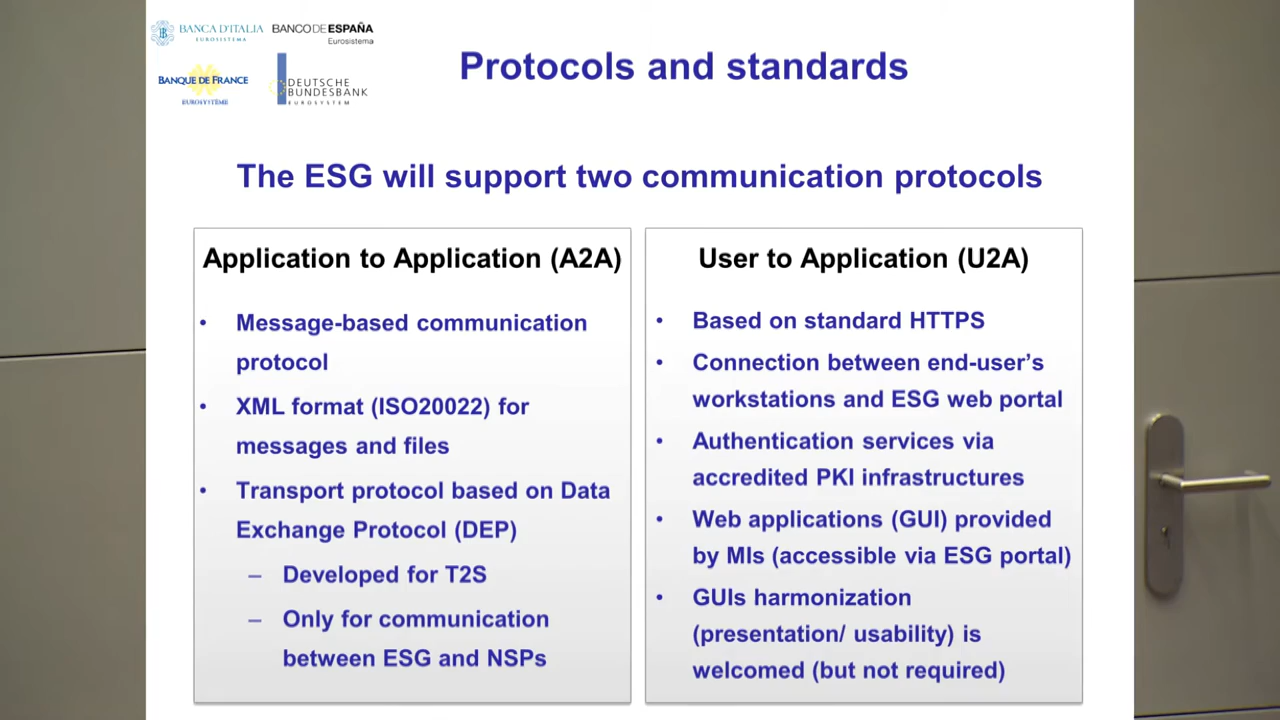 BANCA D'ITALIA
EUROSISTEMA
BANCO DE ESPAÑA
Eurosistema
BANQUE DE FRANCE
EUROSYSTÈME
DEUTSCHE
BUNDESBANK
EUROSYSTEM
Protocols and standards
The ESG will support two communication protocols
Application to Application (A2A)
• Message-based communication
protocol
• XML format (ISO20022) for
messages and files
• Transport protocol based on Data
Exchange Protocol (DEP)
– Developed for T2S
– Only for communication
between ESG and NSPs
User to Application (U2A)
• Based on standard HTTPS
• Connection between end-user’s
workstations and ESG web portal
• Authentication services via
accredited PKI infrastructures
• Web applications (GUI) provided
by MIs (accessible via ESG portal)
• GUIs harmonization
(presentation/ usability) is
welcomed (but not required)